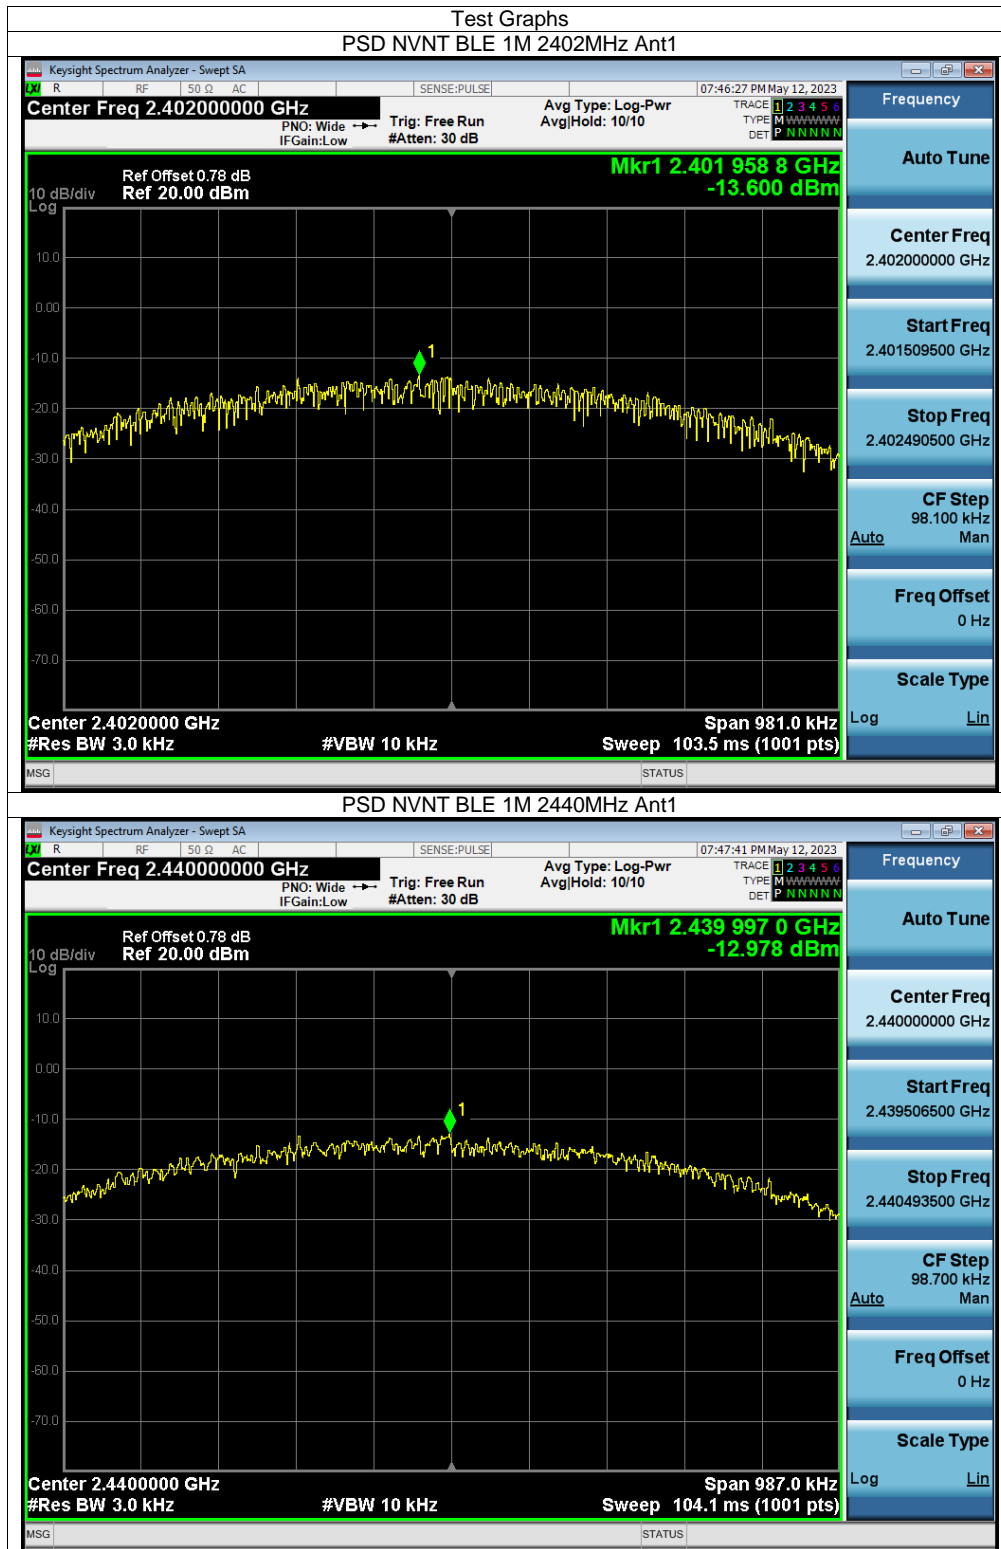 Test Graphs
PSD NVNT BLE 1M 2402MHz Ant1
Keysight Spectrum Analyzer - Swept SA
LXI R RF 50 Ω AC SENSE:PULSE 07:46:27 PM May 12, 2023
Center Freq 2.402000000 GHz
PNO: Wide
IFGain:Low
Trig: Free Run
#Atten: 30 dB
Avg Type: Log-Pwr
Avg|Hold: 10/10
TRACE 1 2 3 4 5 6
TYPE M WWWWW
DET P N N N N N
Frequency
Auto Tune
Center Freq
2.402000000 GHz
Start Freq
2.401509500 GHz
Stop Freq
2.402490500 GHz
CF Step
98.100 kHz
Auto Man
Freq Offset
0 Hz
Scale Type
Log Lin
Mkr1 2.401 958 8 GHz
-13.600 dBm
Ref Offset 0.78 dB
10 dB/div Ref 20.00 dBm
Log
10.0
0.00
1
-10.0
-20.0
-30.0
-40.0
-50.0
-60.0
-70.0
Center 2.4020000 GHz Span 981.0 kHz
#Res BW 3.0 kHz #VBW 10 kHz Sweep 103.5 ms (1001 pts)
MSG STATUS
PSD NVNT BLE 1M 2440MHz Ant1
Keysight Spectrum Analyzer - Swept SA
LXI R RF 50 Ω AC SENSE:PULSE 07:47:41 PM May 12, 2023
Center Freq 2.440000000 GHz
PNO: Wide
IFGain:Low
Trig: Free Run
#Atten: 30 dB
Avg Type: Log-Pwr
Avg|Hold: 10/10
TRACE 1 2 3 4 5 6
TYPE M WWWWW
DET P N N N N N
Frequency
Auto Tune
Center Freq
2.440000000 GHz
Start Freq
2.439506500 GHz
Stop Freq
2.440493500 GHz
CF Step
98.700 kHz
Auto Man
Freq Offset
0 Hz
Scale Type
Log Lin
Mkr1 2.439 997 0 GHz
-12.978 dBm
Ref Offset 0.78 dB
10 dB/div Ref 20.00 dBm
Log
10.0
0.00
1
-10.0
-20.0
-30.0
-40.0
-50.0
-60.0
-70.0
Center 2.4400000 GHz Span 987.0 kHz
#Res BW 3.0 kHz #VBW 10 kHz Sweep 104.1 ms (1001 pts)
MSG STATUS